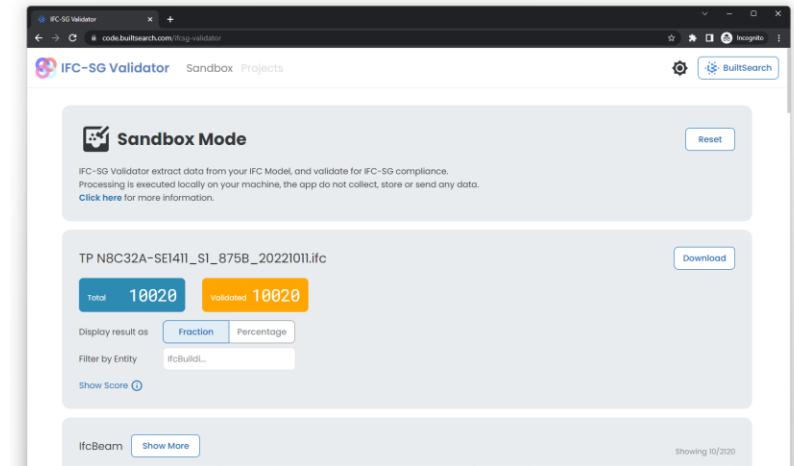 IFC-SG Validator
code.builtsearch.com/ifcsg-validator
Incognito
IFC-SG Validator Sandbox Projects BuiltSearch
Sandbox Mode Reset
IFC-SG Validator extract data from your IFC Model, and validate for IFC-SG compliance.
Processing is executed locally on your machine, the app do not collect, store or send any data.
Click here for more information.
TP N8C32A-SE1411_S1_875B_20221011.ifc Download
Total 10020 Validated 10020
Display result as Fraction Percentage
Filter by Entity IfcBuildi...
Show Score
IfcBeam Show More Showing 10/2120